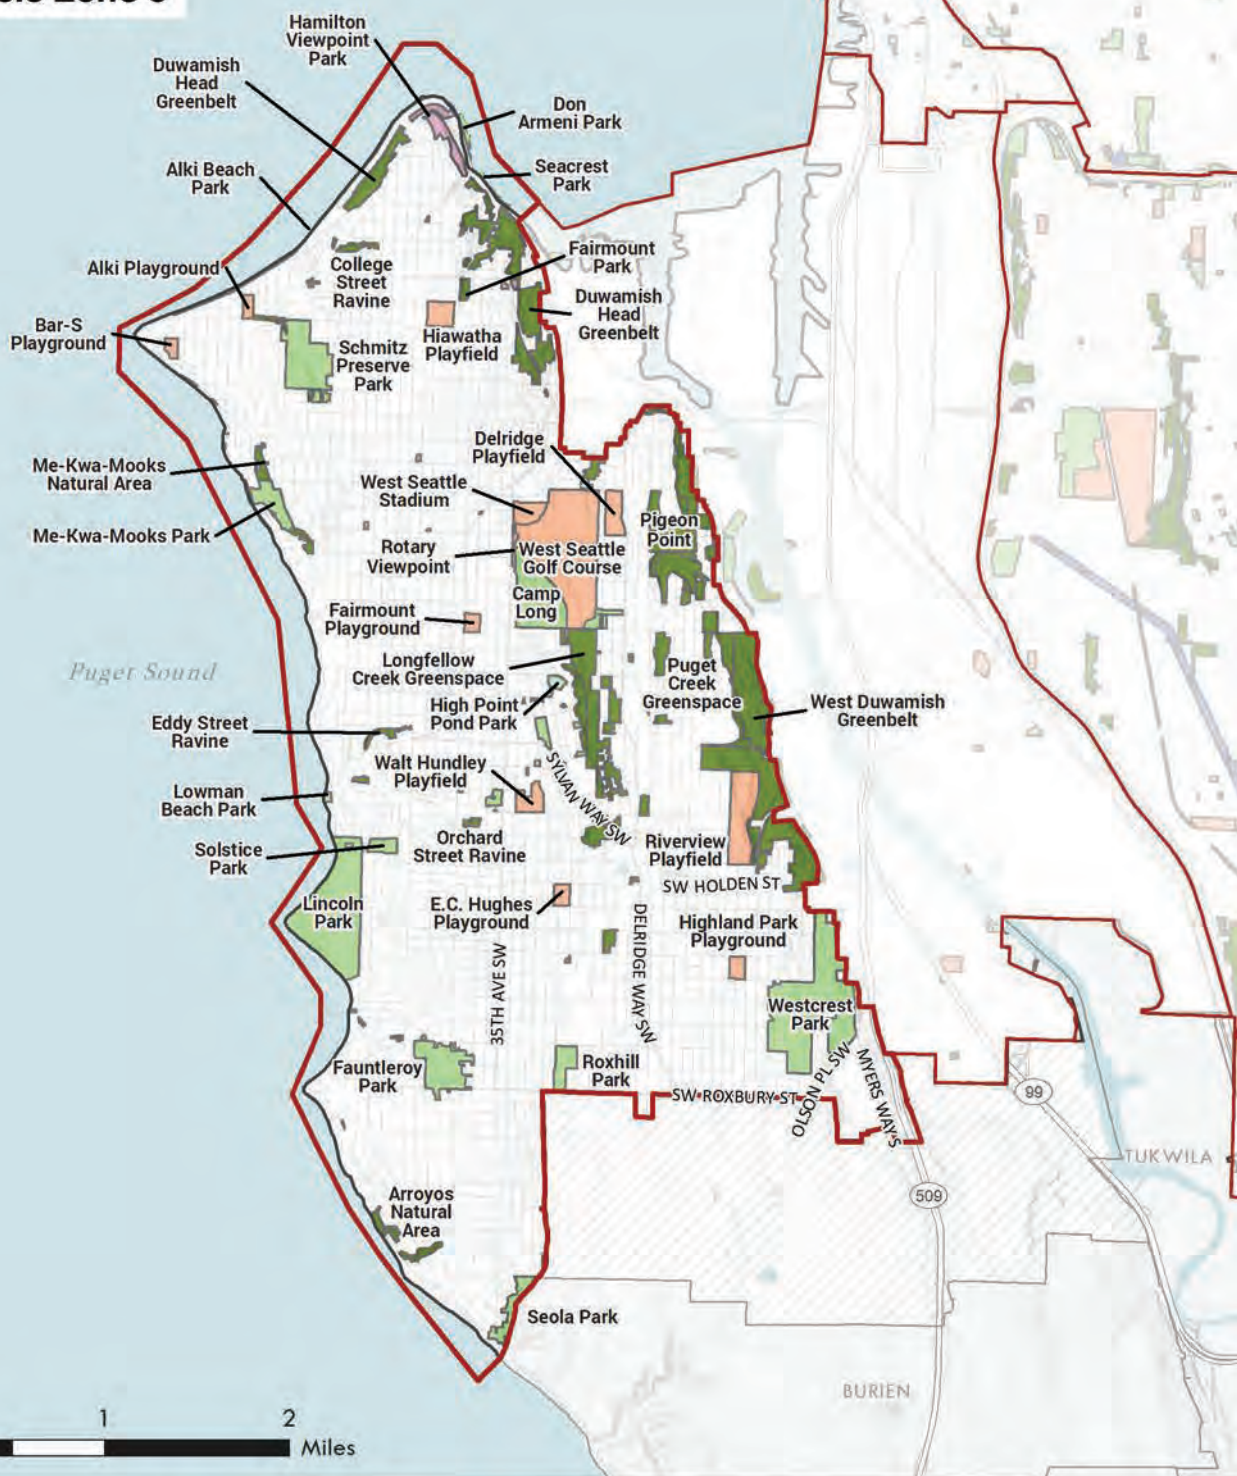 Zone 3
Hamilton
Viewpoint
Park
Duwamish
Head
Greenbelt
Don
Armeni Park
Alki Beach
Park
Seacrest
Park
Alki Playground
College
Street
Ravine
Fairmount
Park
Duwamish
Head
Greenbelt
Bar-S
Playground
Schmitz
Preserve
Park
Hiawatha
Playfield
Me-Kwa-Mooks
Natural Area
Me-Kwa-Mooks Park
Delridge
Playfield
West Seattle
Stadium
Rotary
Viewpoint
West Seattle
Golf Course
Pigeon
Point
Camp
Long
Fairmount
Playground
Puget Sound
Longfellow
Creek Greenspace
High Point
Pond Park
Puget
Creek
Greenspace
West Duwamish
Greenbelt
Eddy Street
Ravine
Walt Hundley
Playfield
SYLVAN WAY SW
Lowman
Beach Park
Solstice
Park
Orchard
Street Ravine
Riverview
Playfield
SW HOLDEN ST
Lincoln
Park
E.C. Hughes
Playground
Highland Park
Playground
35TH AVE SW
DELRIDGE WAY SW
Westcrest
Park
Fauntleroy
Park
Roxhill
Park
SW ROXBURY ST
OLSON PL SW
MYERS WAY S
99
TUKWILA
509
Arroyos
Natural
Area
Seola Park
BURIEN
1
2
Miles